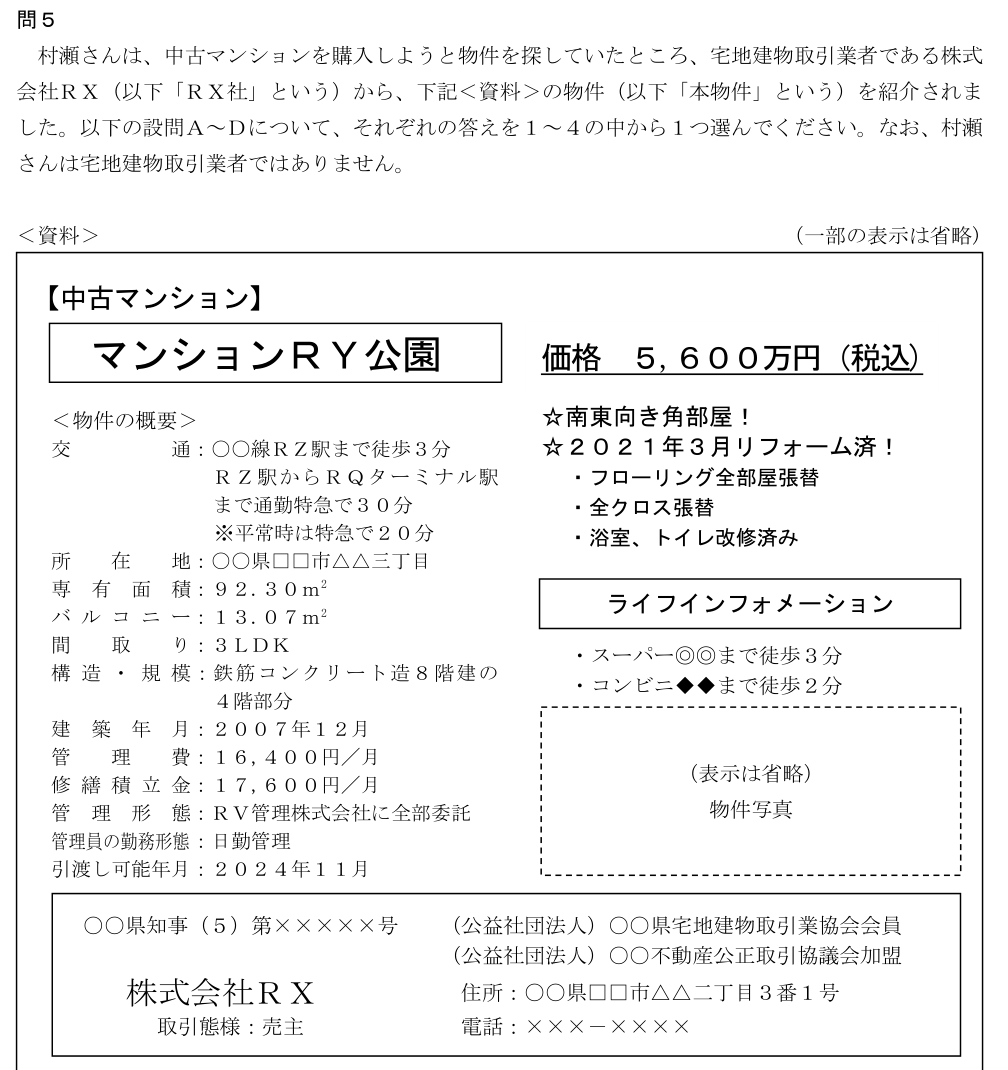 問５
村瀬さんは、中古マンションを購入しようと物件を探していたところ、宅地建物取引業者である株式
会社ＲＸ（以下「ＲＸ社」という）から、下記＜資料＞の物件（以下「本物件」という）を紹介されま
した。以下の設問Ａ～Ｄについて、それぞれの答えを１～４の中から１つ選んでください。なお、村瀬
さんは宅地建物取引業者ではありません。
＜資料＞
（一部の表示は省略）
【中古マンション】
マンションＲＹ公園
価格　５,６００万円（税込）
＜物件の概要＞
交通：〇〇線ＲＺ駅まで徒歩３分
ＲＺ駅からＲＱターミナル駅
まで通勤特急で３０分
※平常時は特急で２０分
所在地：〇〇県□□市△△三丁目
専有面積：９２.３０㎡
バルコニー：１３.０７㎡
間取り：３ＬＤＫ
構造・規模：鉄筋コンクリート造８階建の
４階部分
建築年月：２００７年１２月
管理費：１６,４００円／月
修繕積立金：１７,６００円／月
管理形態：ＲＶ管理株式会社に全部委託
管理員の勤務形態：日勤管理
引渡し可能年月：２０２４年１１月
☆南東向き角部屋！
☆２０２１年３月リフォーム済！
・フローリング全部屋張替
・全クロス張替
・浴室、トイレ改修済み
ライフインフォメーション
・スーパー◎◎まで徒歩３分
・コンビニ◆◆まで徒歩２分
（表示は省略）
物件写真
〇〇県知事（５）第×××××号
株式会社ＲＸ
取引態様：売主
（公益社団法人）〇〇県宅地建物取引業協会会員
（公益社団法人）〇〇不動産公正取引協議会加盟
住所：〇〇県□□市△△二丁目３番１号
電話：×××－××××